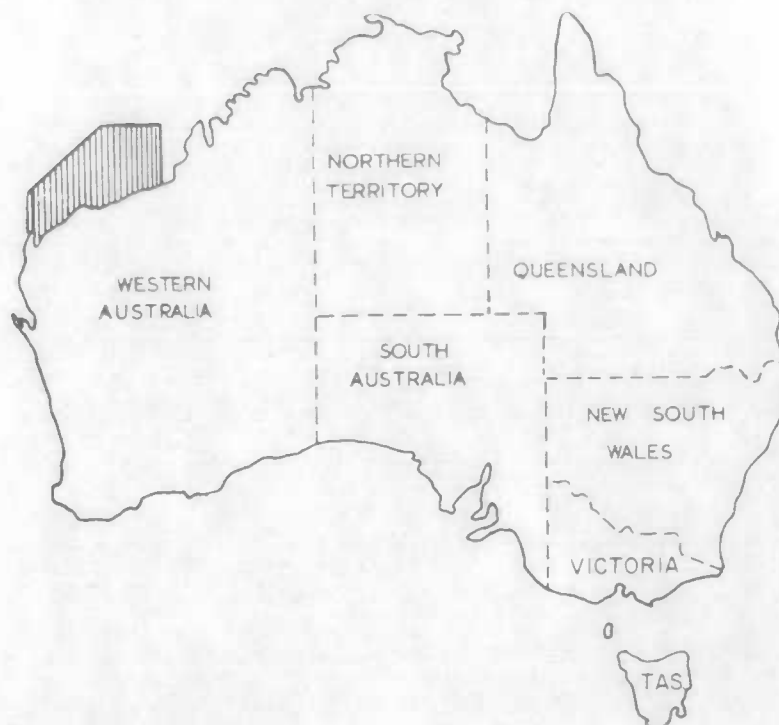 NORTHERN
TERRITORY
WESTERN
AUSTRALIA
QUEENSLAND
SOUTH
AUSTRALIA
NEW SOUTH
WALES
VICTORIA
TAS.